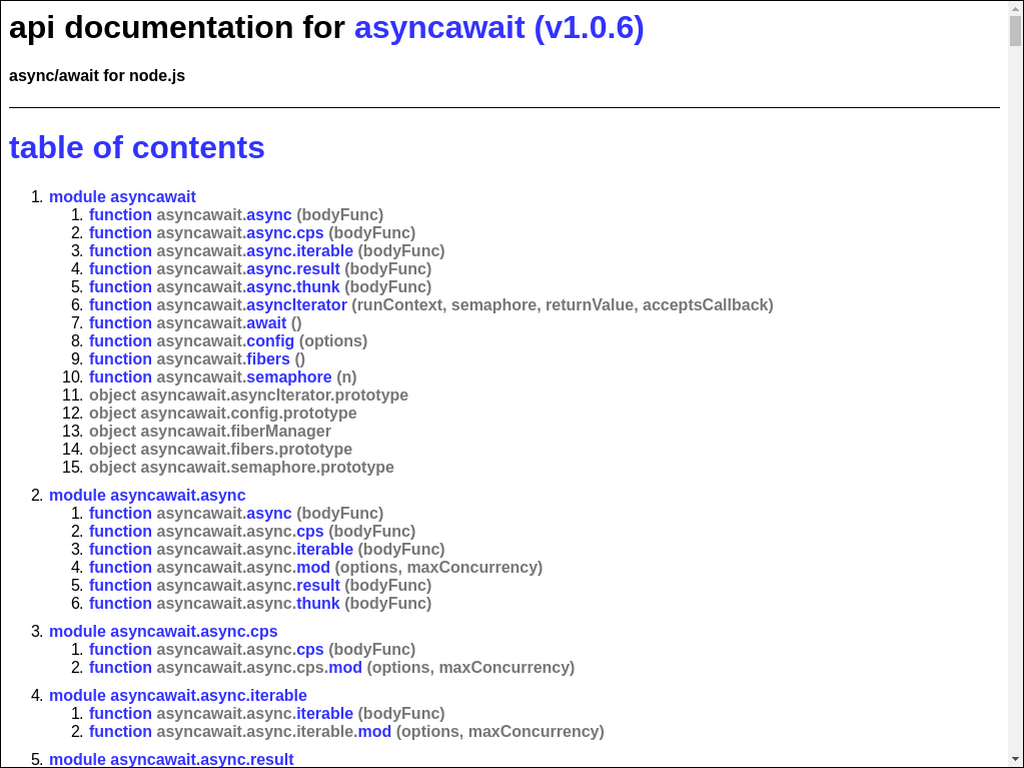 api documentation for asyncawait (v1.0.6)
async/await for node.js
table of contents
1. module asyncawait
1. function asyncawait.async (bodyFunc)
2. function asyncawait.async.cps (bodyFunc)
3. function asyncawait.async.iterable (bodyFunc)
4. function asyncawait.async.result (bodyFunc)
5. function asyncawait.async.thunk (bodyFunc)
6. function asyncawait.asyncIterator (runContext, semaphore, returnValue, acceptsCallback)
7. function asyncawait.await ()
8. function asyncawait.config (options)
9. function asyncawait.fibers ()
10. function asyncawait.semaphore (n)
11. object asyncawait.asyncIterator.prototype
12. object asyncawait.config.prototype
13. object asyncawait.fiberManager
14. object asyncawait.fibers.prototype
15. object asyncawait.semaphore.prototype
2. module asyncawait.async
1. function asyncawait.async (bodyFunc)
2. function asyncawait.async.cps (bodyFunc)
3. function asyncawait.async.iterable (bodyFunc)
4. function asyncawait.async.mod (options, maxConcurrency)
5. function asyncawait.async.result (bodyFunc)
6. function asyncawait.async.thunk (bodyFunc)
3. module asyncawait.async.cps
1. function asyncawait.async.cps (bodyFunc)
2. function asyncawait.async.cps.mod (options, maxConcurrency)
4. module asyncawait.async.iterable
1. function asyncawait.async.iterable (bodyFunc)
2. function asyncawait.async.iterable.mod (options, maxConcurrency)
5. module asyncawait.async.result